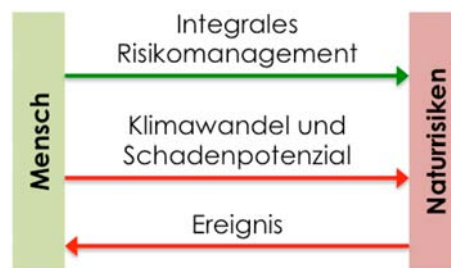 Integrales
Risikomanagement
Mensch
Klimawandel und
Schadenpotenzial
Naturrisiken
Ereignis